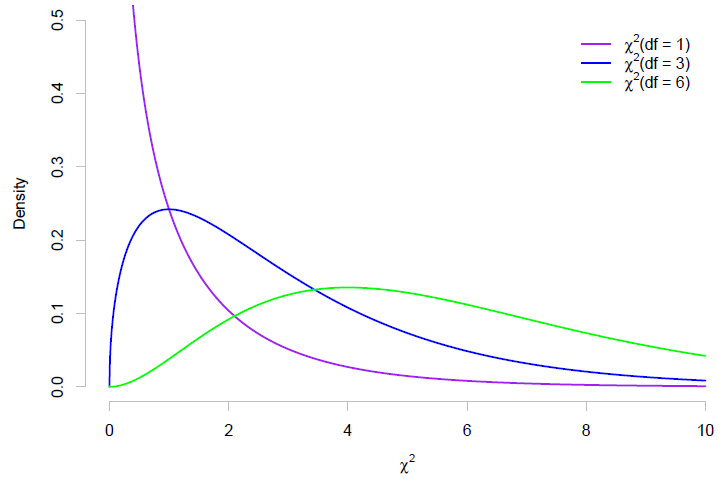 χ²(df = 1)
χ²(df = 3)
χ²(df = 6)
Density
0.5
0.4
0.3
0.2
0.1
0.0
0 2 4 6 8 10
χ²